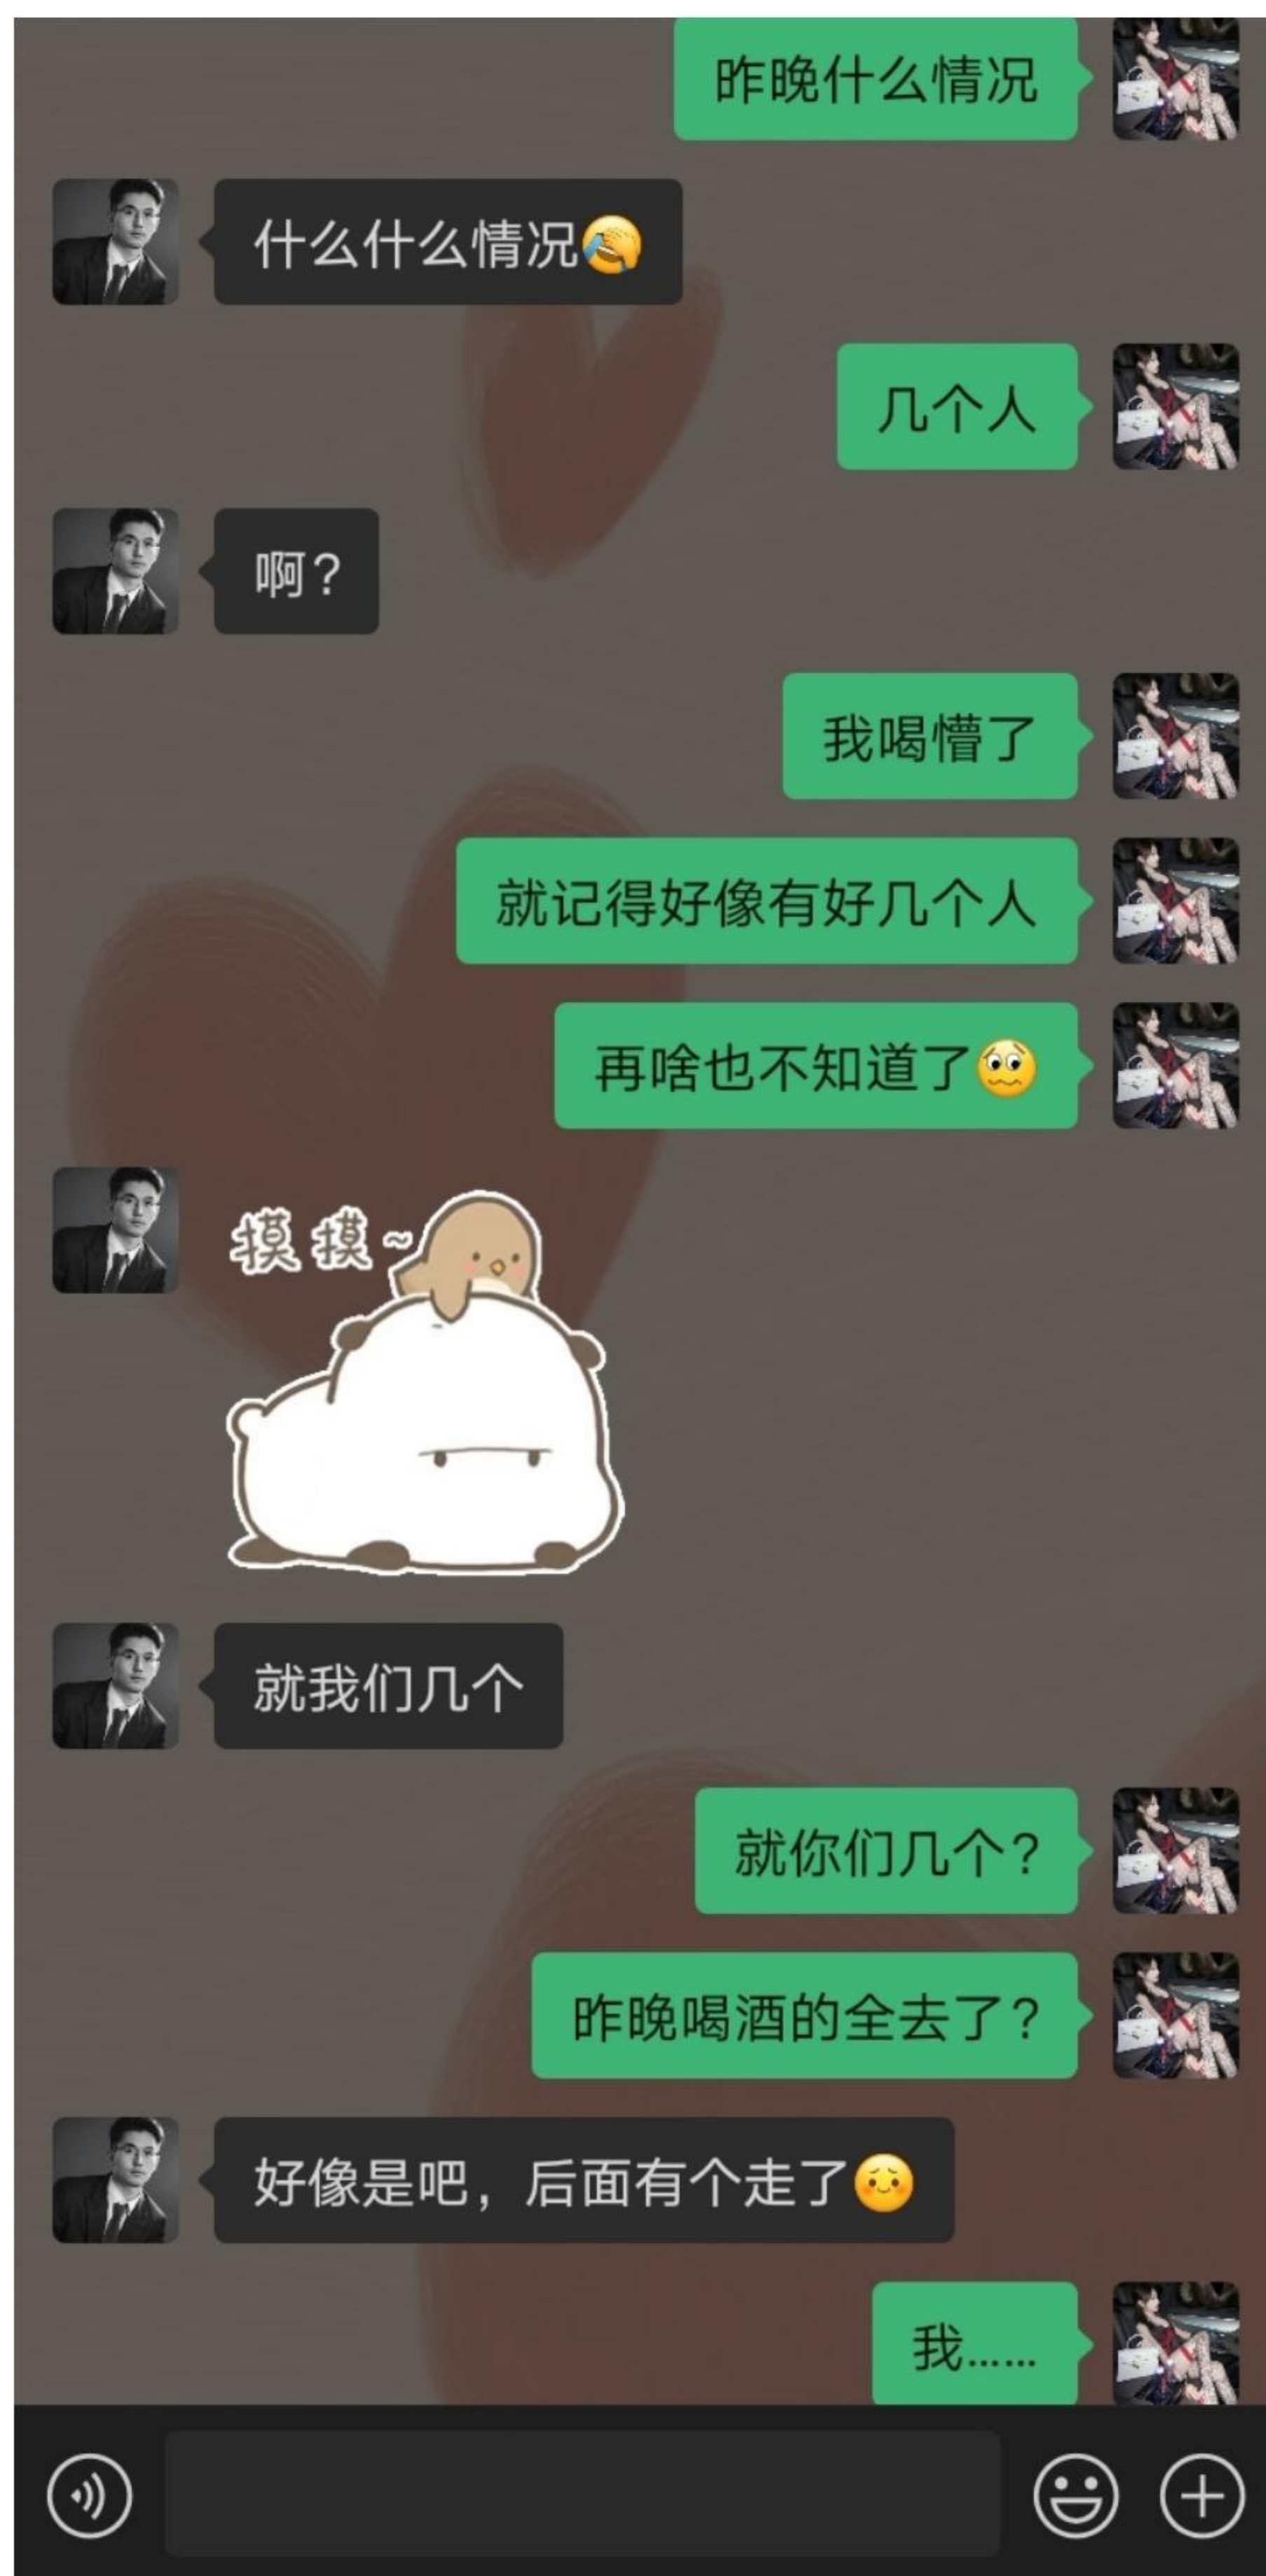 昨晚什么情况
什么什么情况
几个人
啊？
我喝懵了
就记得好像有好几个人
再啥也不知道了
摸摸~
就我们几个
就你们几个？
昨晚喝酒的全去了？
好像是吧，后面有个走了
我……